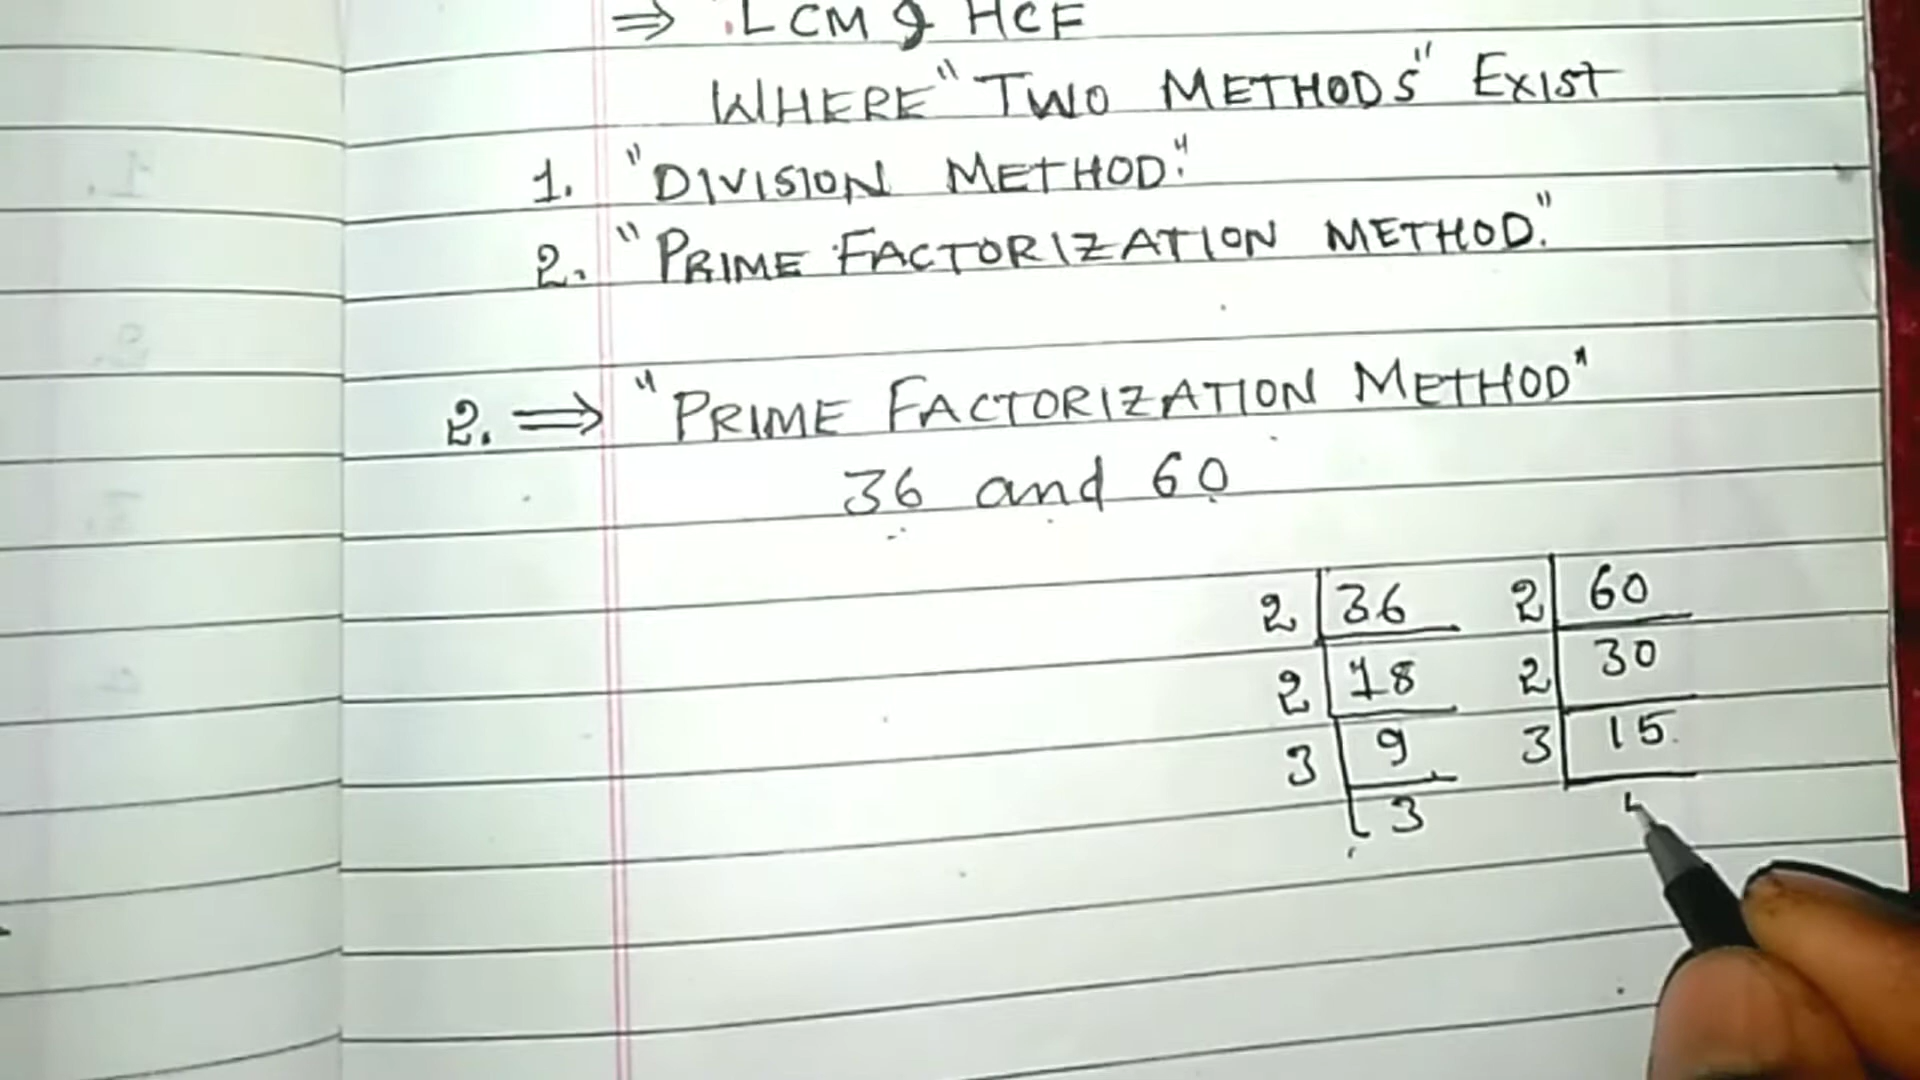 ⇒ LCM & HCF
WHERE "TWO METHODS" EXIST
1. "DIVISION METHOD."
2. "PRIME FACTORIZATION METHOD."
2. ⇒ "PRIME FACTORIZATION METHOD"
36 and 60
2 36 2 60
2 18 2 30
3 9 3 15
3